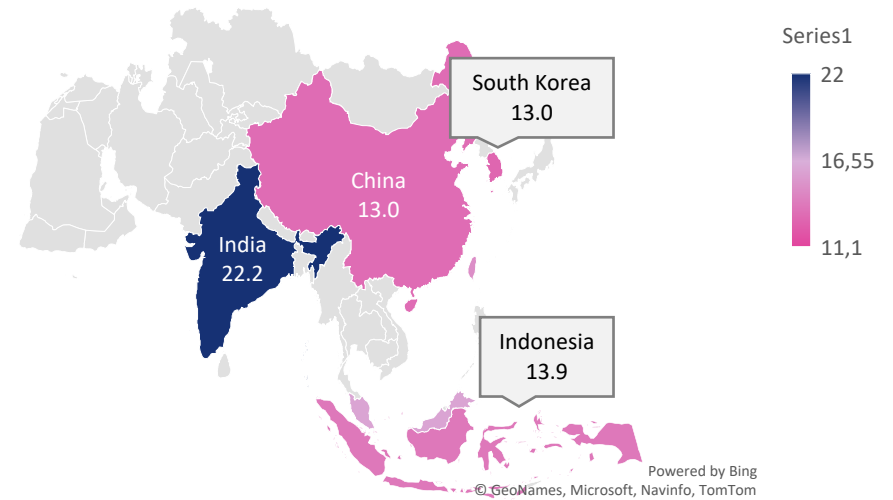 Series1
22
16,55
11,1
South Korea
13.0
China
13.0
India
22.2
Indonesia
13.9
Powered by Bing
© GeoNames, Microsoft, Navinfo, TomTom